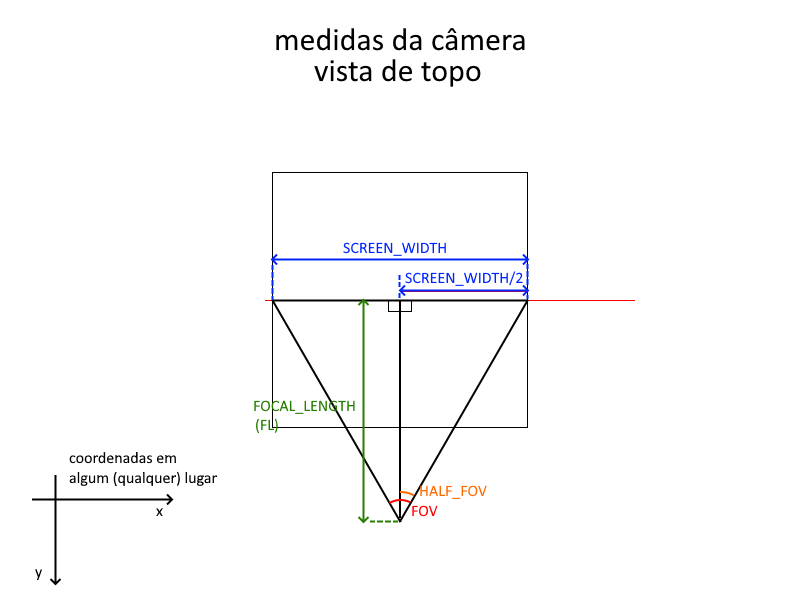 medidas da câmera
vista de topo
SCREEN_WIDTH
SCREEN_WIDTH/2
FOCAL_LENGTH
(FL)
coordenadas em
algum (qualquer) lugar
HALF_FOV
FOV
x
y